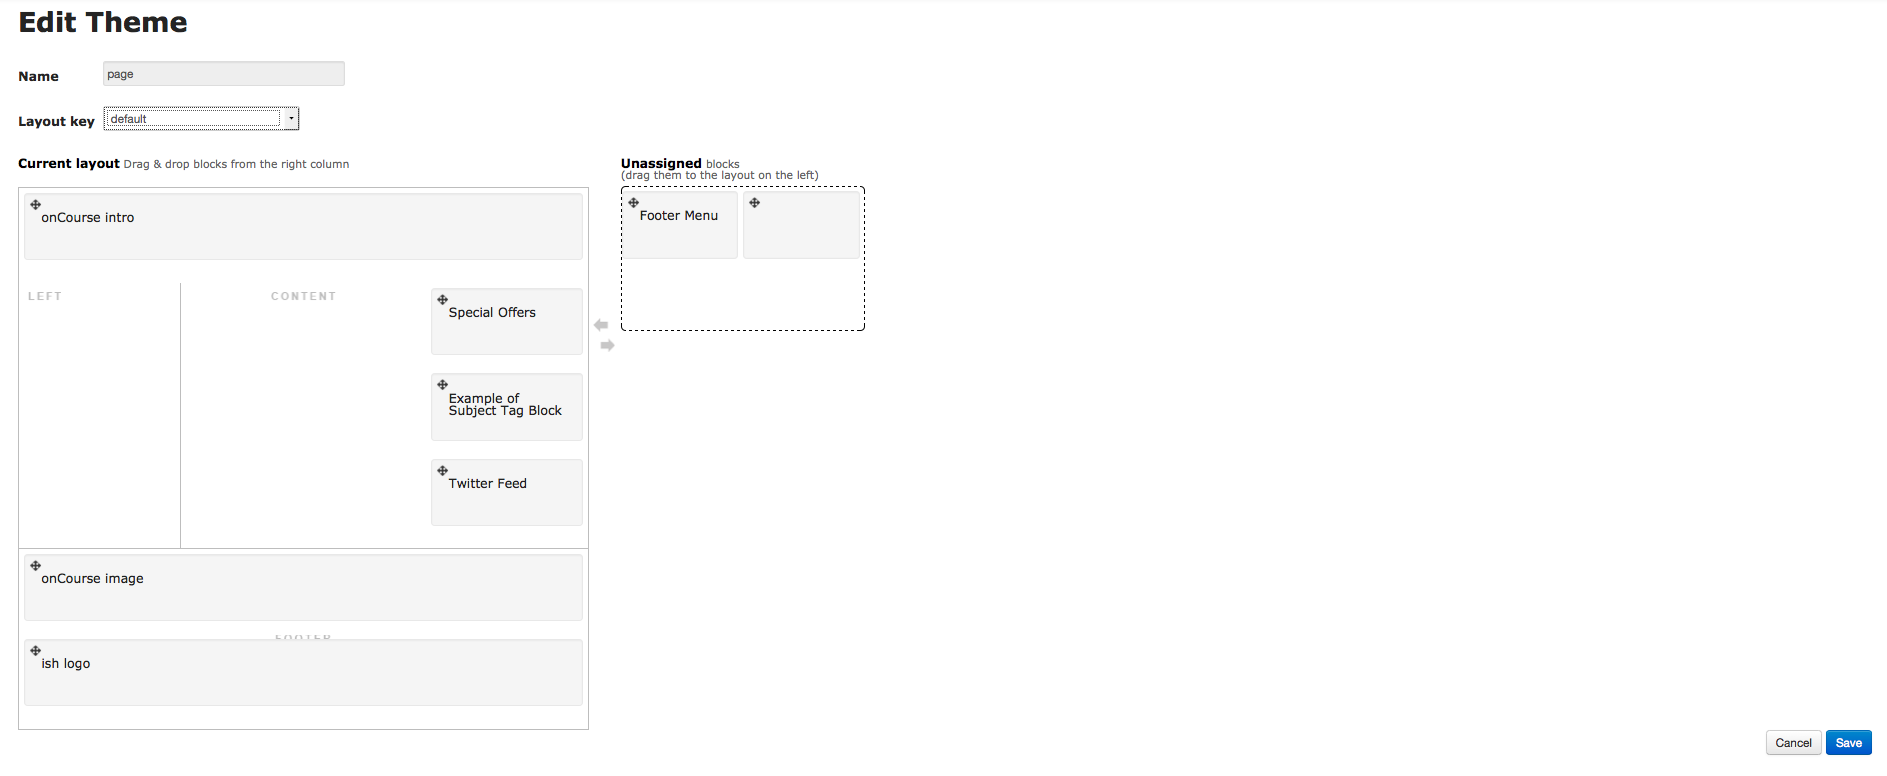 Edit Theme
Name page
Layout key default
Current layout Drag & drop blocks from the right column
Unassigned blocks
(drag them to the layout on the left)
onCourse intro
Footer Menu
LEFT
CONTENT
Special Offers
Example of
Subject Tag Block
Twitter Feed
onCourse image
FOOTER
ish logo
Cancel
Save